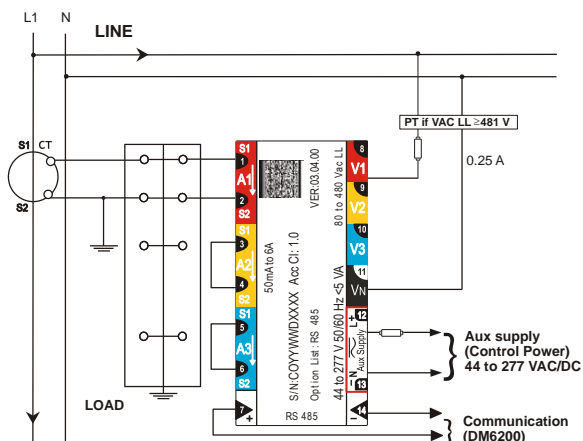 L1 N
LINE
PT if VAC LL ≥481 V
0.25 A
S1 CT
S2
LOAD
S1
1
A1
2
S2
S1
3
A2
4
S2
S1
5
A3
6
S2
7
+
RS 485
50mA to 6A
S/N:COYYWWDXXXX Acc Cl: 1.0
Option List: RS 485
VER:03.04.00
80 to 480 Vac LL
44 to 277 V 50/60 Hz <5 VA
8
V1
9
V2
10
V3
11
VN
12
L+
Aux Supply
N
-
13
14
-
Aux supply
(Control Power)
44 to 277 VAC/DC
Communication
(DM6200)